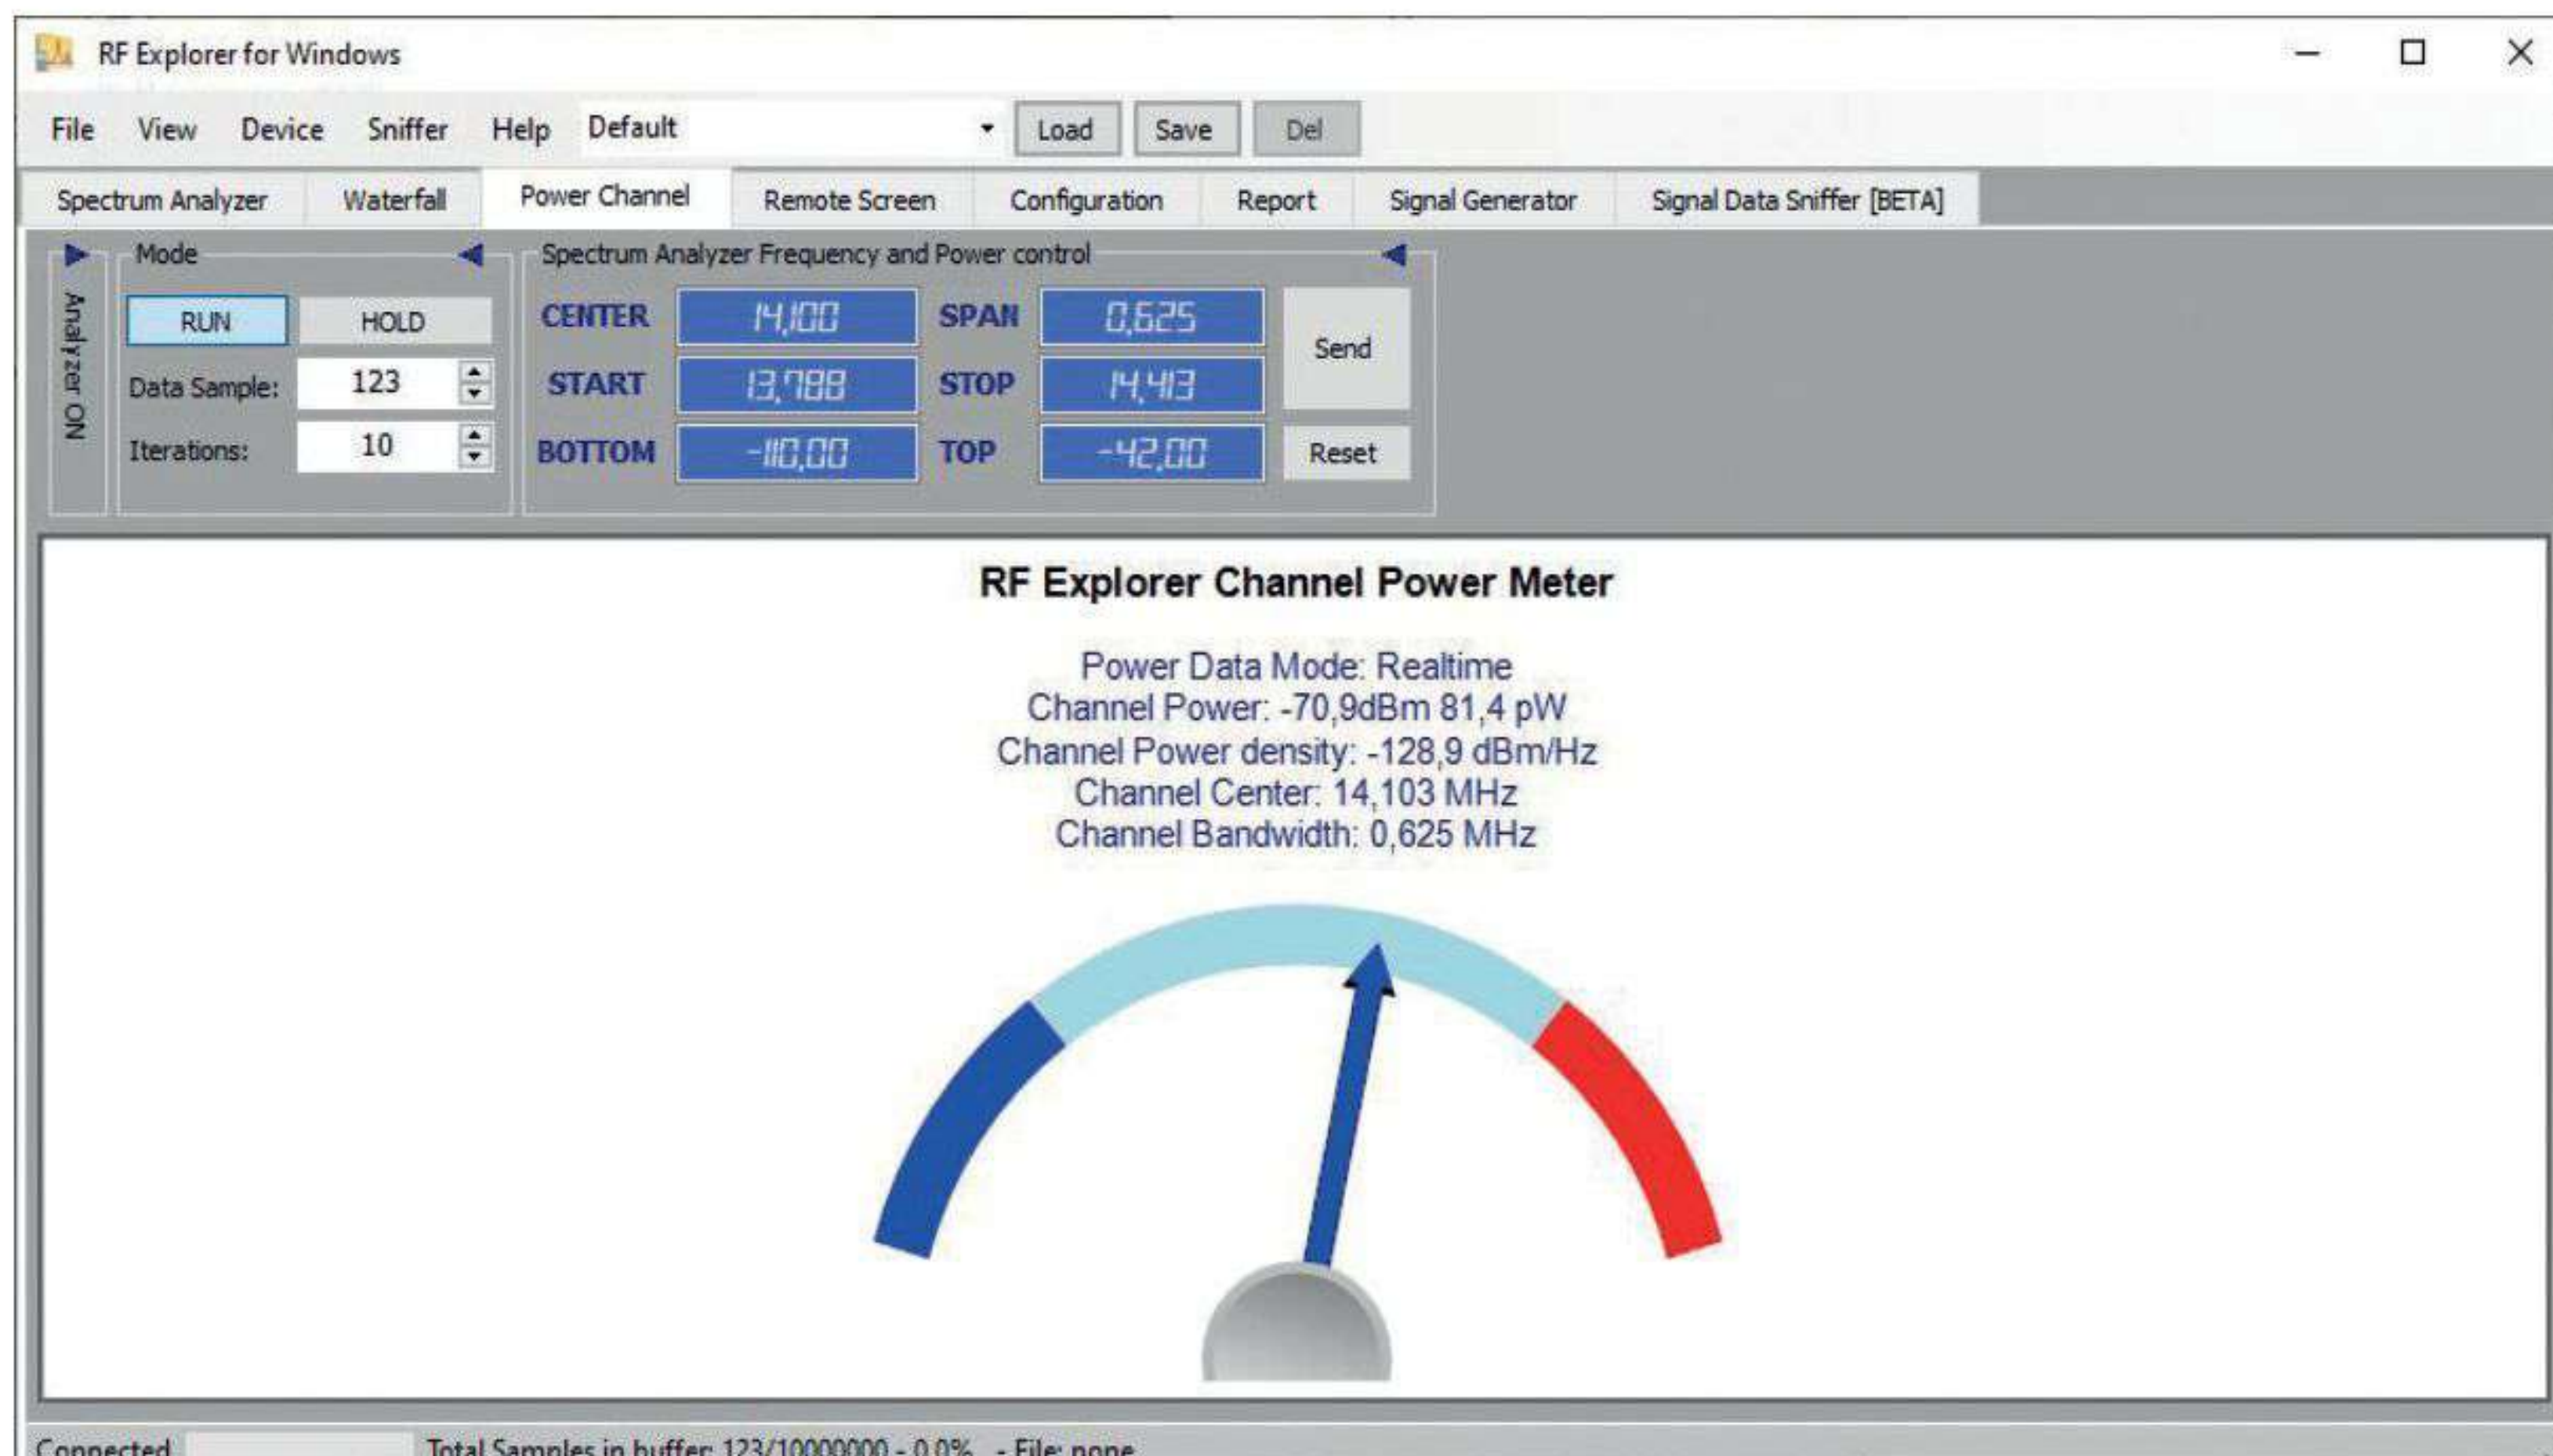 RF Explorer for Windows
File View Device Sniffer Help Default Load Save Del
Spectrum Analyzer Waterfall Power Channel Remote Screen Configuration Report Signal Generator Signal Data Sniffer [BETA]
Analyzer ON
Mode
RUN HOLD
Data Sample: 123
Iterations: 10
Spectrum Analyzer Frequency and Power control
CENTER 14,100 SPAN 0,625
START 13,788 STOP 14,413
BOTTOM -110,00 TOP -42,00
Send
Reset
RF Explorer Channel Power Meter
Power Data Mode: Realtime
Channel Power: -70,9dBm 81,4 pW
Channel Power density: -128,9 dBm/Hz
Channel Center: 14,103 MHz
Channel Bandwidth: 0,625 MHz
Connected Total Samples in buffer: 123/10000000 - 0.0% - File: none